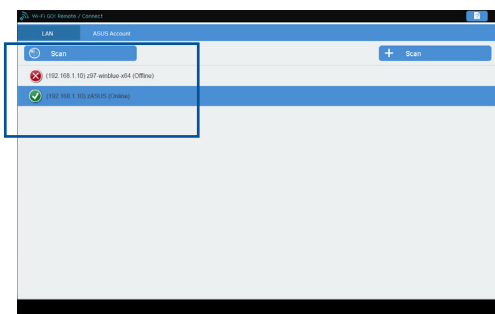 Wi-Fi GO! Remote / Connect
LAN ASUS Account
Scan Scan
(192.168.1.10) z97-winblue-x64 (Offline)
(192.168.1.10) zASUS (Online)